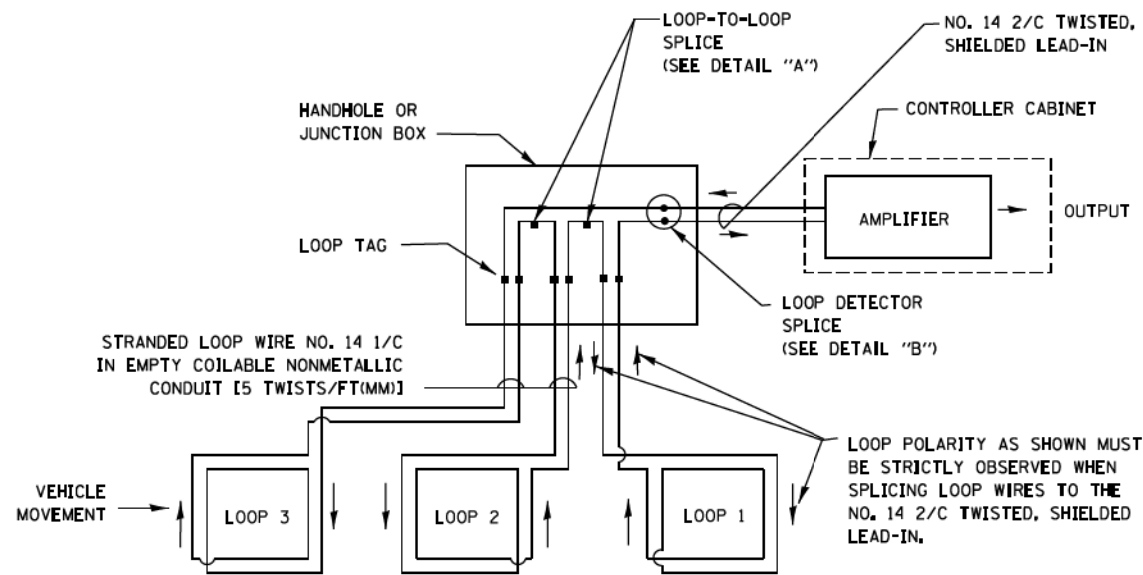 LOOP-TO-LOOP
SPLICE
(SEE DETAIL "A")
NO. 14 2/C TWISTED,
SHIELDED LEAD-IN
HANDHOLE OR
JUNCTION BOX
CONTROLLER CABINET
AMPLIFIER
OUTPUT
LOOP TAG
LOOP DETECTOR
SPLICE
(SEE DETAIL "B")
STRANDED LOOP WIRE NO. 14 1/C
IN EMPTY COILABLE NONMETALLIC
CONDUIT [5 TWISTS/FT(MM)]
LOOP POLARITY AS SHOWN MUST
BE STRICTLY OBSERVED WHEN
SPLICING LOOP WIRES TO THE
NO. 14 2/C TWISTED, SHIELDED
LEAD-IN.
VEHICLE
MOVEMENT
LOOP 3
LOOP 2
LOOP 1